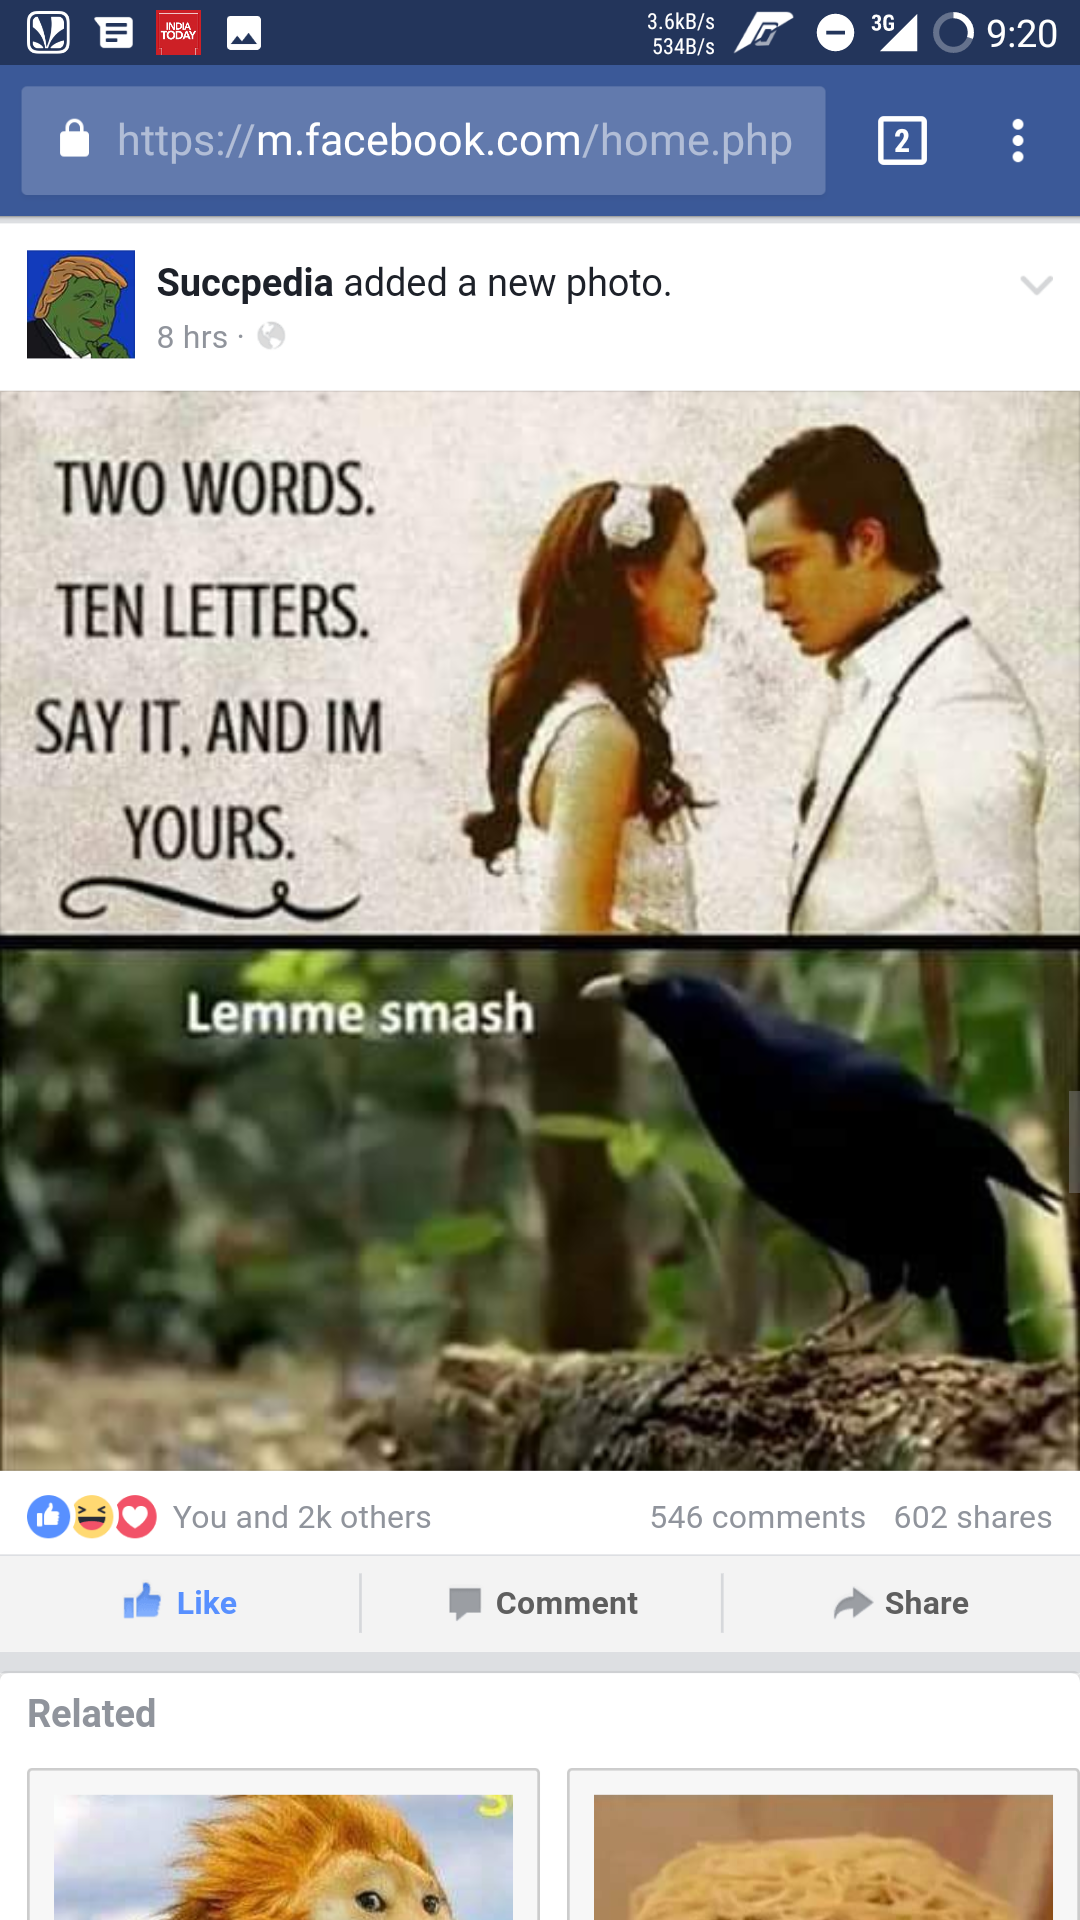 INDIA
TODAY
3.6kB/s
534B/s
3G
9:20
https://m.facebook.com/home.php
2
Succpedia added a new photo.
8 hrs ·
TWO WORDS.
TEN LETTERS.
SAY IT, AND IM
YOURS.
Lemme smash
You and 2k others
546 comments 602 shares
Like
Comment
Share
Related
S